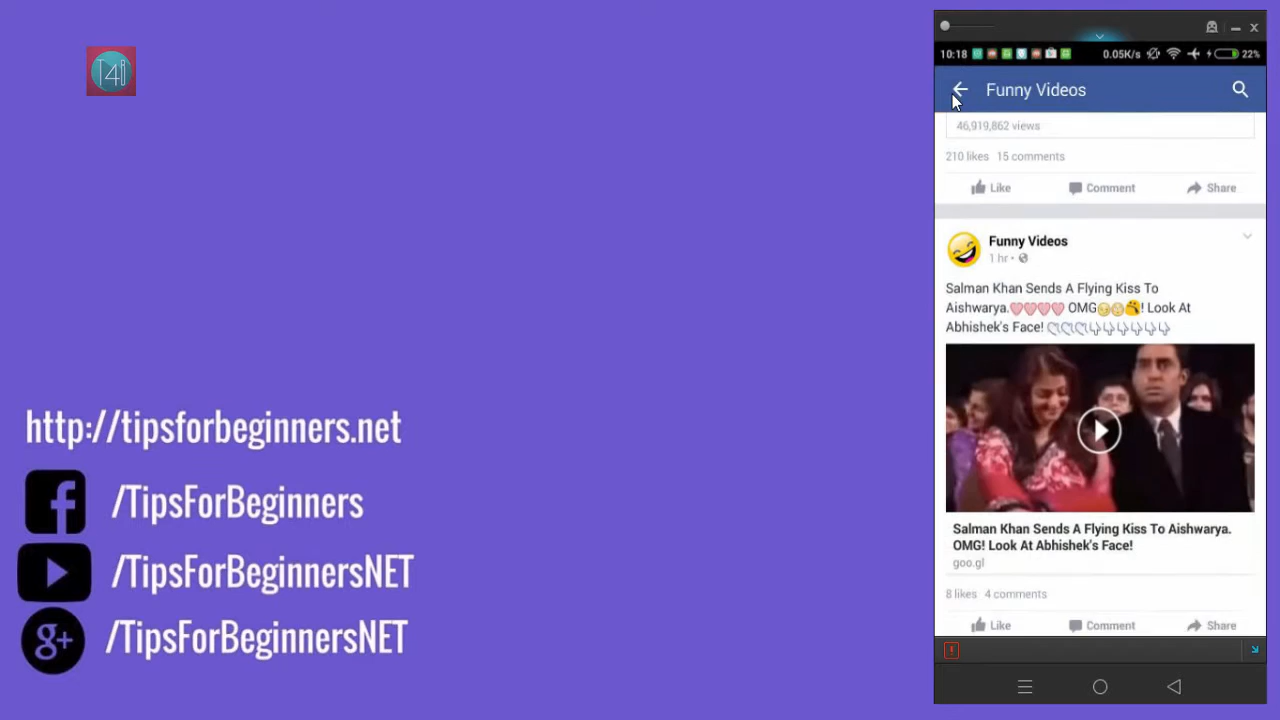 T4B
http://tipsforbeginners.net
/TipsForBeginners
/TipsForBeginnersNET
g+ /TipsForBeginnersNET
10:18 0.05K/s 22%
Funny Videos
46,919,862 views
210 likes 15 comments
Like Comment Share
Funny Videos
1 hr
Salman Khan Sends A Flying Kiss To
Aishwarya. OMG ! Look At
Abhishek's Face!
Salman Khan Sends A Flying Kiss To Aishwarya.
OMG! Look At Abhishek's Face!
goo.gl
8 likes 4 comments
Like Comment Share